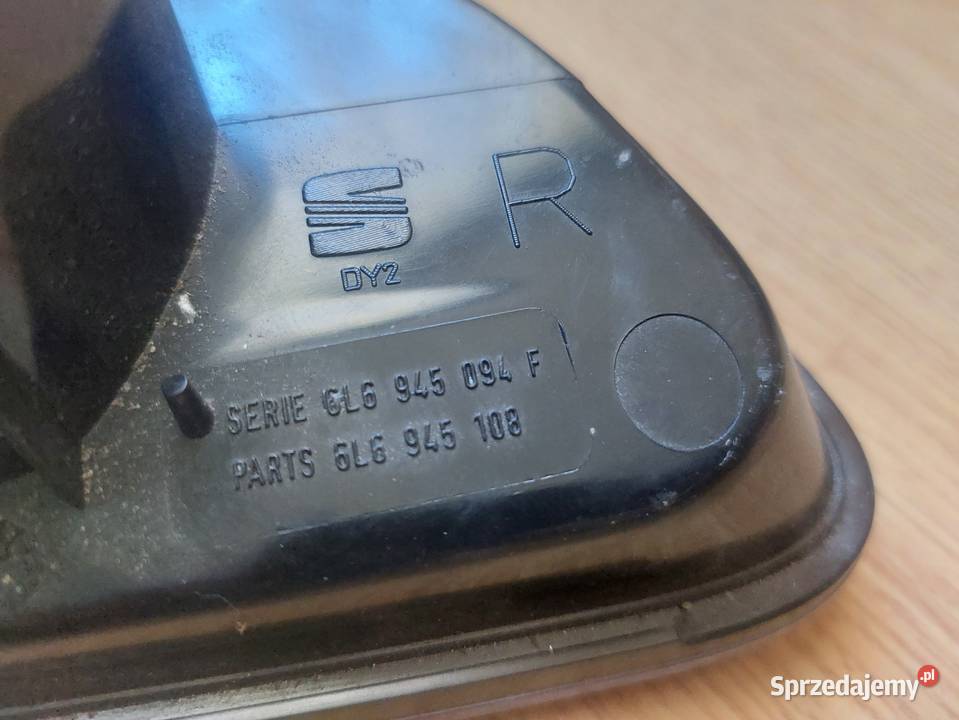 R
DY2
SERIE 6L6 945 094 F
PARTS 6L6 945 108
Sprzedajemy.pl